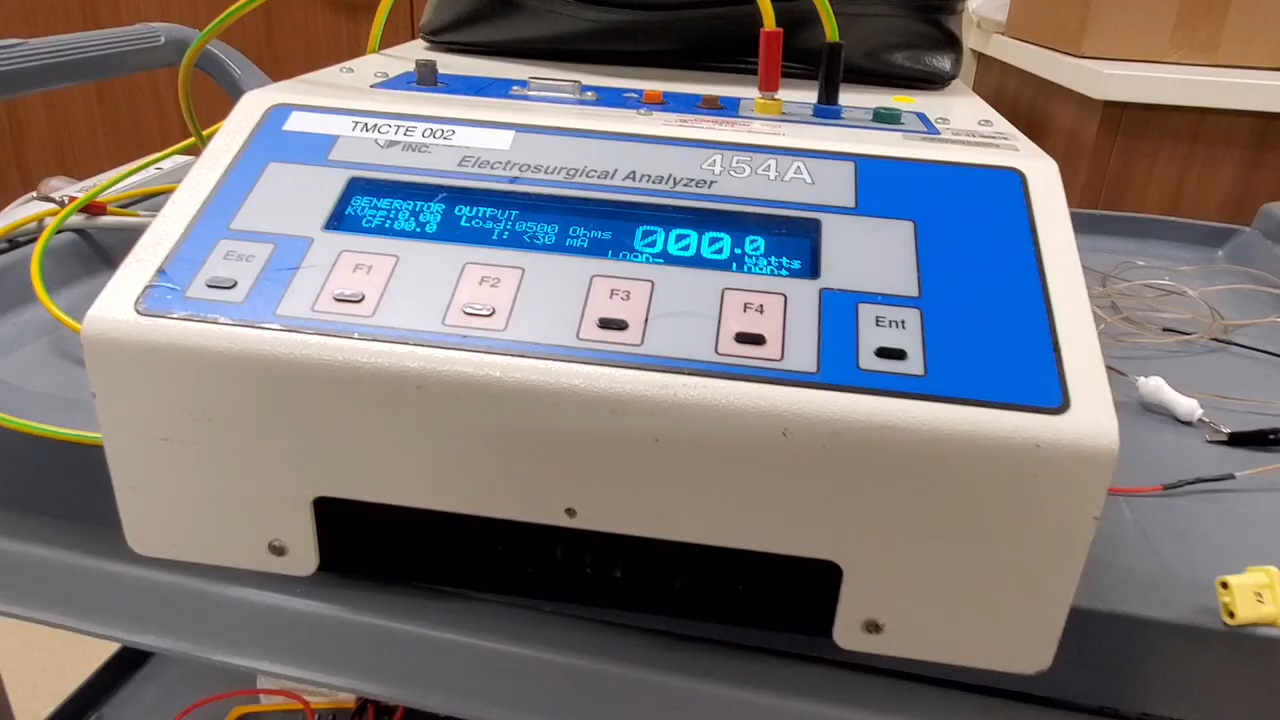 TMCTE 002
INC.
Electrosurgical Analyzer
454A
GENERATOR OUTPUT
KVpp:0.00 Load:0500 Ohms
CF:00.0 I: <30 mA
000.0
Watts
LOAD- LOAD+
Esc
F1
F2
F3
F4
Ent